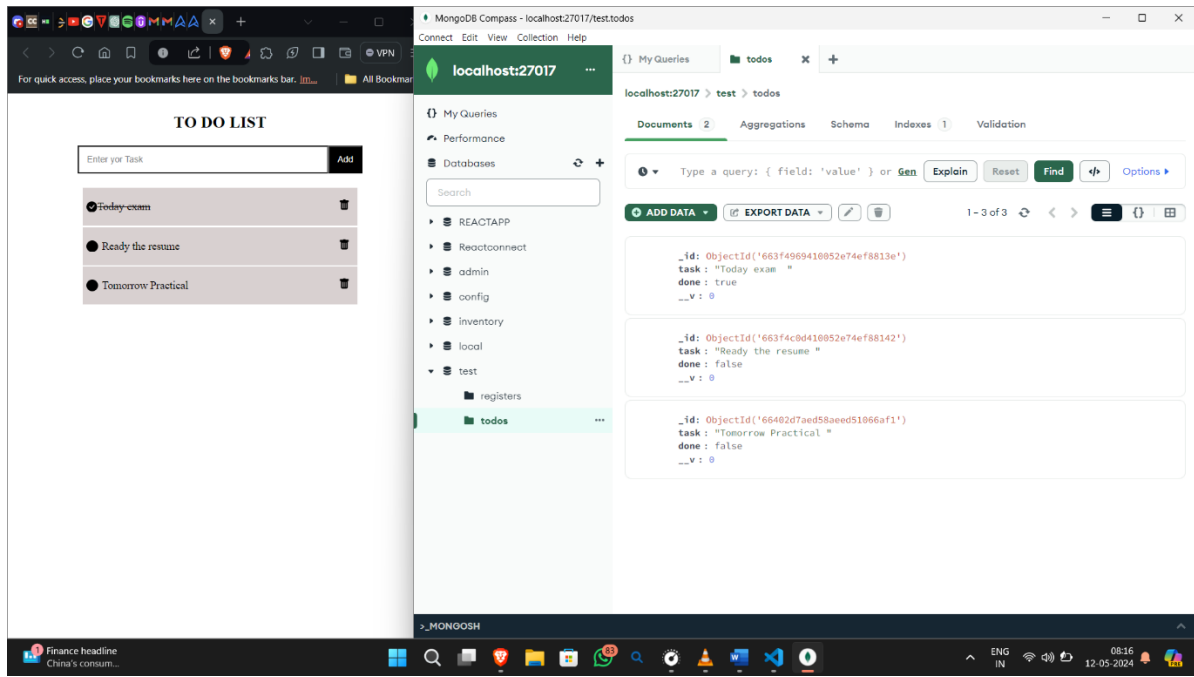 VPN
For quick access, place your bookmarks here on the bookmarks bar. Im...
All Bookmar
TO DO LIST
Enter yor Task
Add
Today exam
Ready the resume
Tomorrow Practical
MongoDB Compass - localhost:27017/test.todos
Connect Edit View Collection Help
localhost:27017
...
{} My Queries
Performance
Databases
Search
REACTAPP
Reactconnect
admin
config
inventory
local
test
registers
todos
...
{} My Queries
todos
localhost:27017 > test > todos
Documents 2 Aggregations Schema Indexes 1 Validation
Type a query: { field: 'value' } or Gen Explain Reset Find </> Options
ADD DATA EXPORT DATA 1 – 3 of 3 {}
_id: ObjectId('663f4969410052e74ef8813e')
task : "Today exam  "
done : true
__v : 0
_id: ObjectId('663f4c0d410052e74ef88142')
task : "Ready the resume "
done : false
__v : 0
_id: ObjectId('66402d7aed58aeed51066af1')
task : "Tomorrow Practical "
done : false
__v : 0
>_MONGOSH
1
Finance headline
China's consum...
83
ENG
IN
08:16
12-05-2024